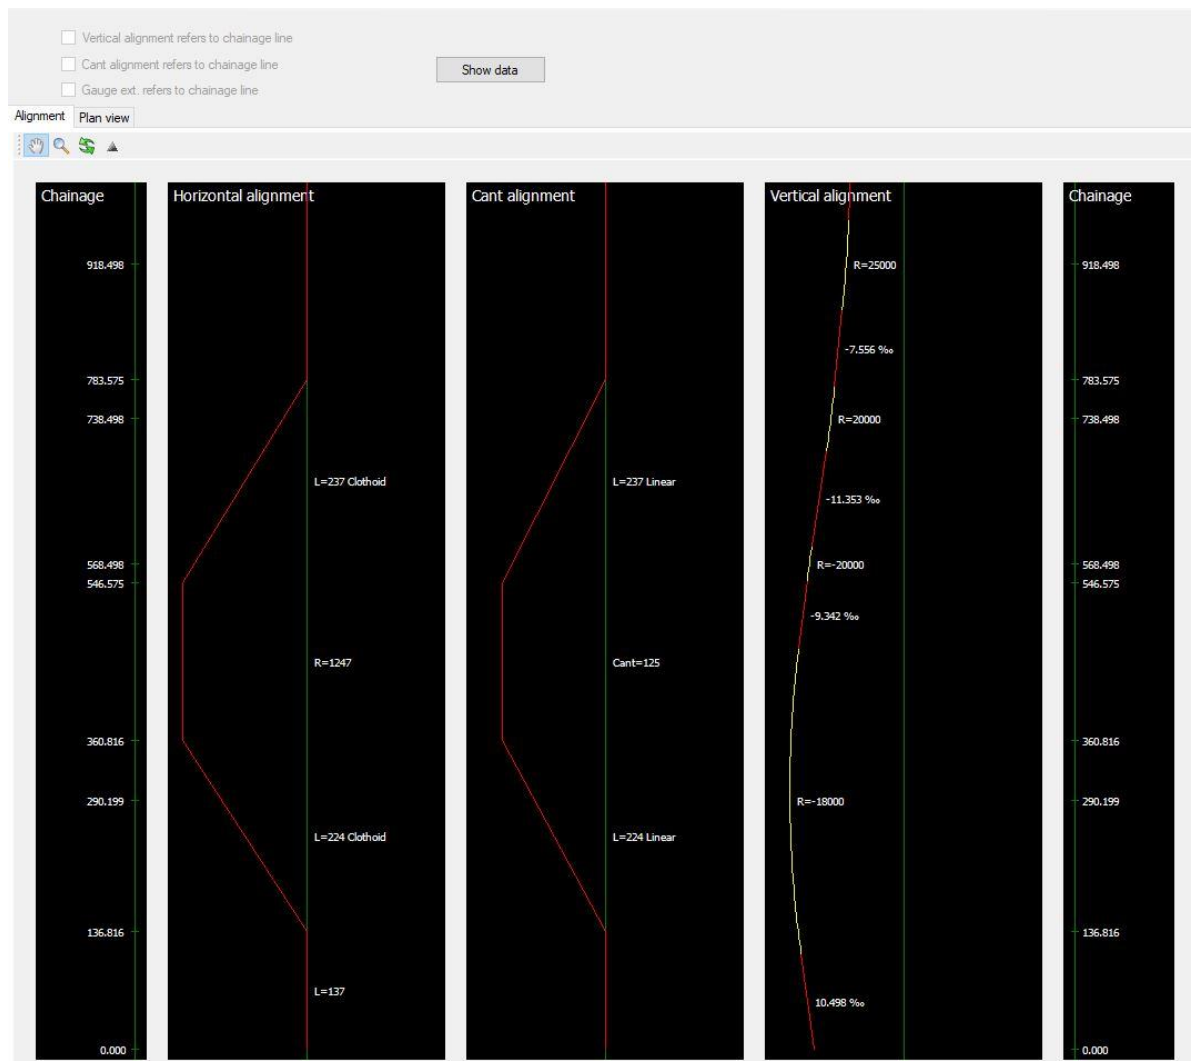 Vertical alignment refers to chainage line
Cant alignment refers to chainage line
Gauge ext. refers to chainage line
Show data
Alignment
Plan view
Chainage
918.498
783.575
738.498
568.498
546.575
360.816
290.199
136.816
0.000
Horizontal alignment
L=237 Clothoid
R=1247
L=224 Clothoid
L=137
Cant alignment
L=237 Linear
Cant=125
L=224 Linear
Vertical alignment
R=25000
-7.556 ‰
R=20000
-11.353 ‰
R=-20000
-9.342 ‰
R=-18000
10.498 ‰
Chainage
918.498
783.575
738.498
568.498
546.575
360.816
290.199
136.816
0.000